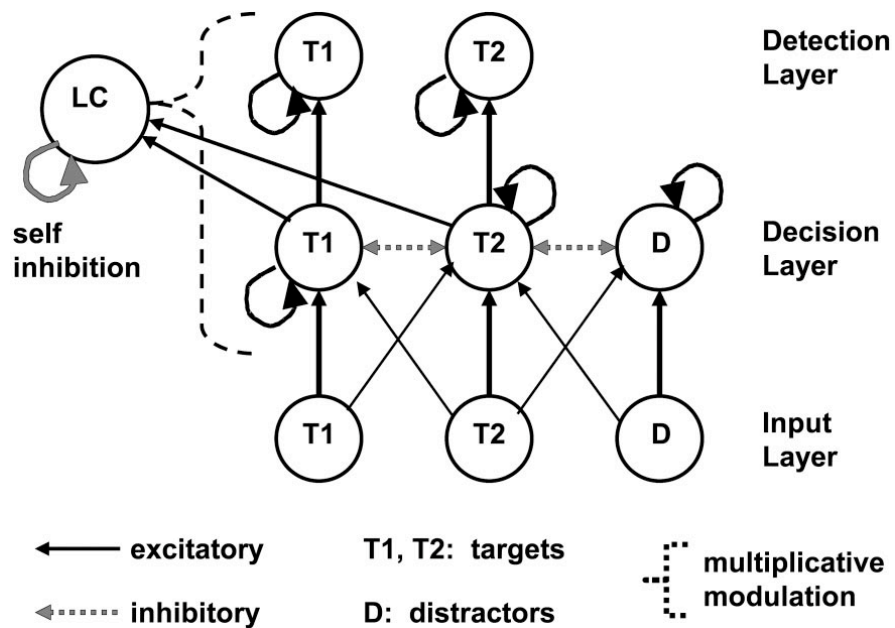 T1
T2
Detection
Layer
LC
self
inhibition
T1
T2
D
Decision
Layer
T1
T2
D
Input
Layer
excitatory
T1, T2: targets
multiplicative
modulation
inhibitory
D: distractors